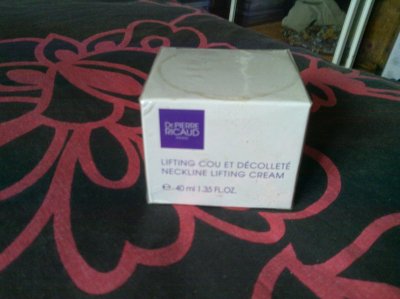 Dr PIERRE
RICAUD
PARIS
LIFTING COU ET DÉCOLLETÉ
NECKLINE LIFTING CREAM
℮ 40 ml 1.35 FL.OZ.